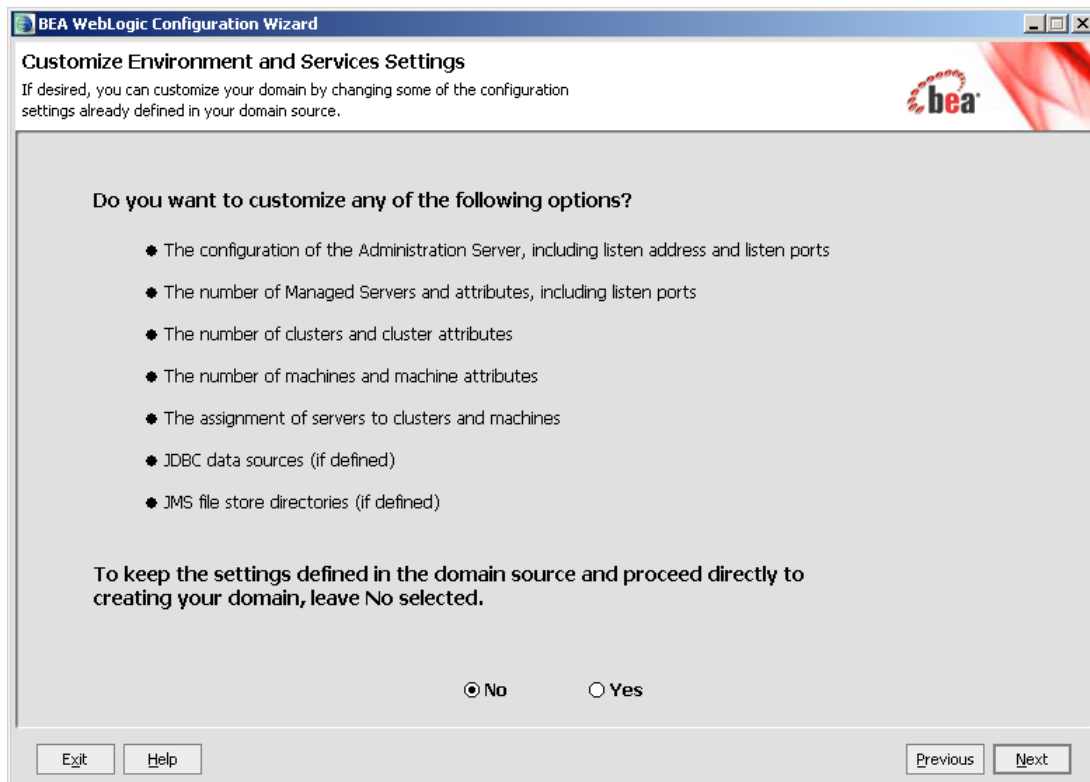 BEA WebLogic Configuration Wizard
Customize Environment and Services Settings
If desired, you can customize your domain by changing some of the configuration
settings already defined in your domain source.
bea
Do you want to customize any of the following options?
The configuration of the Administration Server, including listen address and listen ports
The number of Managed Servers and attributes, including listen ports
The number of clusters and cluster attributes
The number of machines and machine attributes
The assignment of servers to clusters and machines
JDBC data sources (if defined)
JMS file store directories (if defined)
To keep the settings defined in the domain source and proceed directly to
creating your domain, leave No selected.
No Yes
Exit Help Previous Next